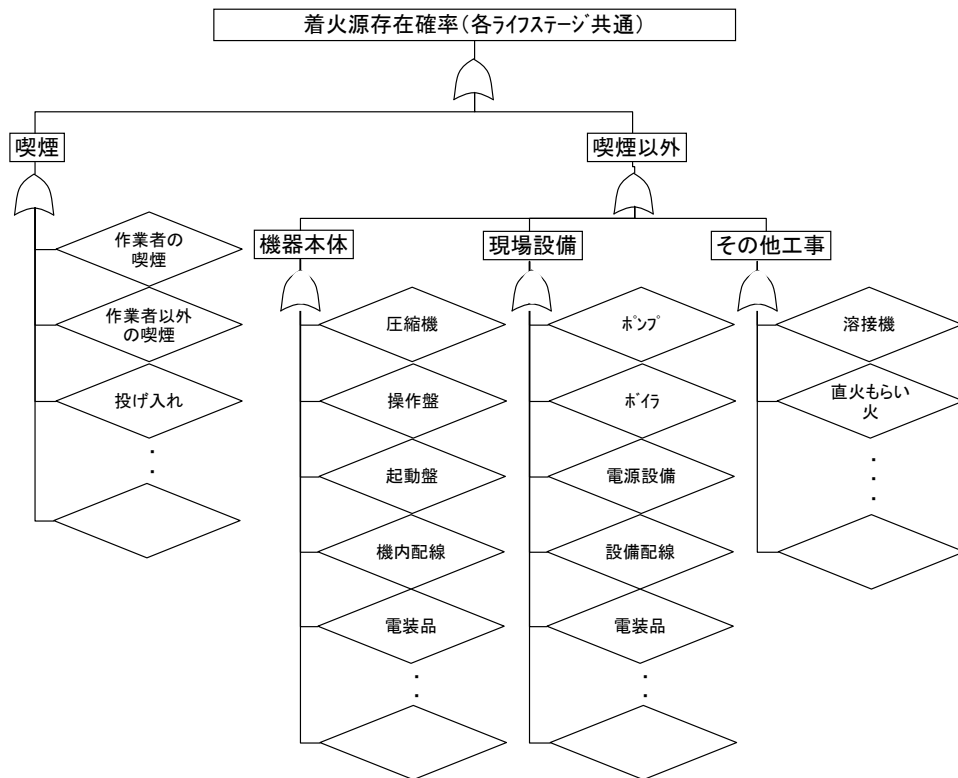 着火源存在確率(各ﾗｲﾌｽﾃｰｼﾞ共通)
喫煙
喫煙以外
作業者の
喫煙
作業者以外
の喫煙
投げ入れ
機器本体
現場設備
その他工事
圧縮機
操作盤
起動盤
機内配線
電装品
ﾎﾟﾝﾌﾟ
ﾎﾞｲﾗ
電源設備
設備配線
電装品
溶接機
直火もらい
火